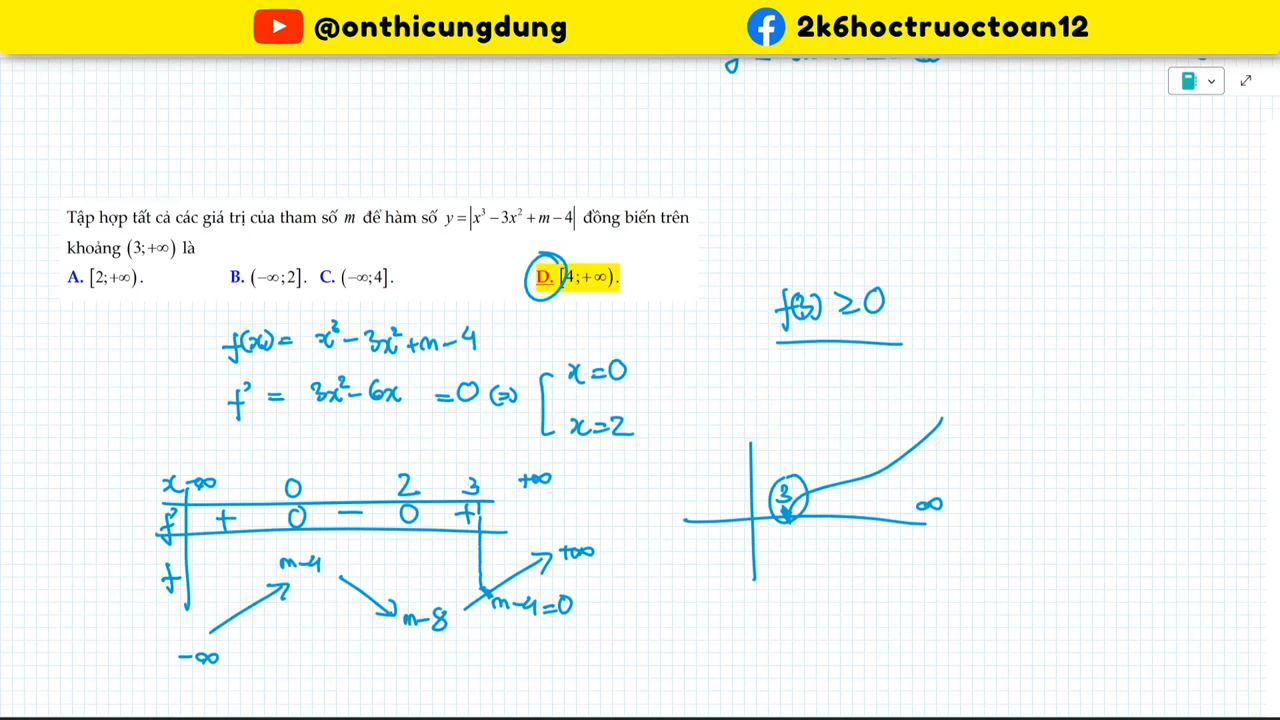 @onthicungdung
2k6hoctruoctoan12
Tập hợp tất cả các giá trị của tham số m để hàm số y = |x³ − 3x² + m − 4| đồng biến trên
khoảng (3; +∞) là
A. [2; +∞).
B. (−∞; 2].
C. (−∞; 4].
D. [4; +∞).
f(3) ≥ 0
f(x) = x³ − 3x² + m − 4
f' = 3x² − 6x = 0 (=)
x = 0
x = 2
x −∞ 0 2 3 +∞
f' + 0 − 0 +
f
m−4
+∞
m−8
m−4=0
−∞
3
∞